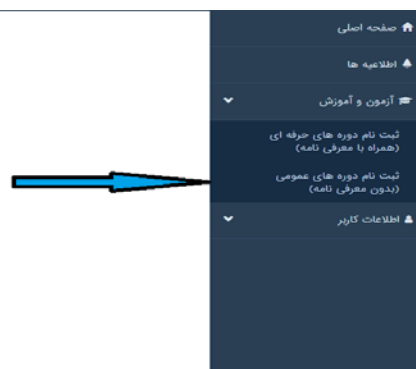 صفحه اصلی
اطلاعیه ها
آزمون و آموزش
ثبت نام دوره های حرفه ای
(همراه با معرفی نامه)
ثبت نام دوره های عمومی
(بدون معرفی نامه)
اطلاعات کاربر